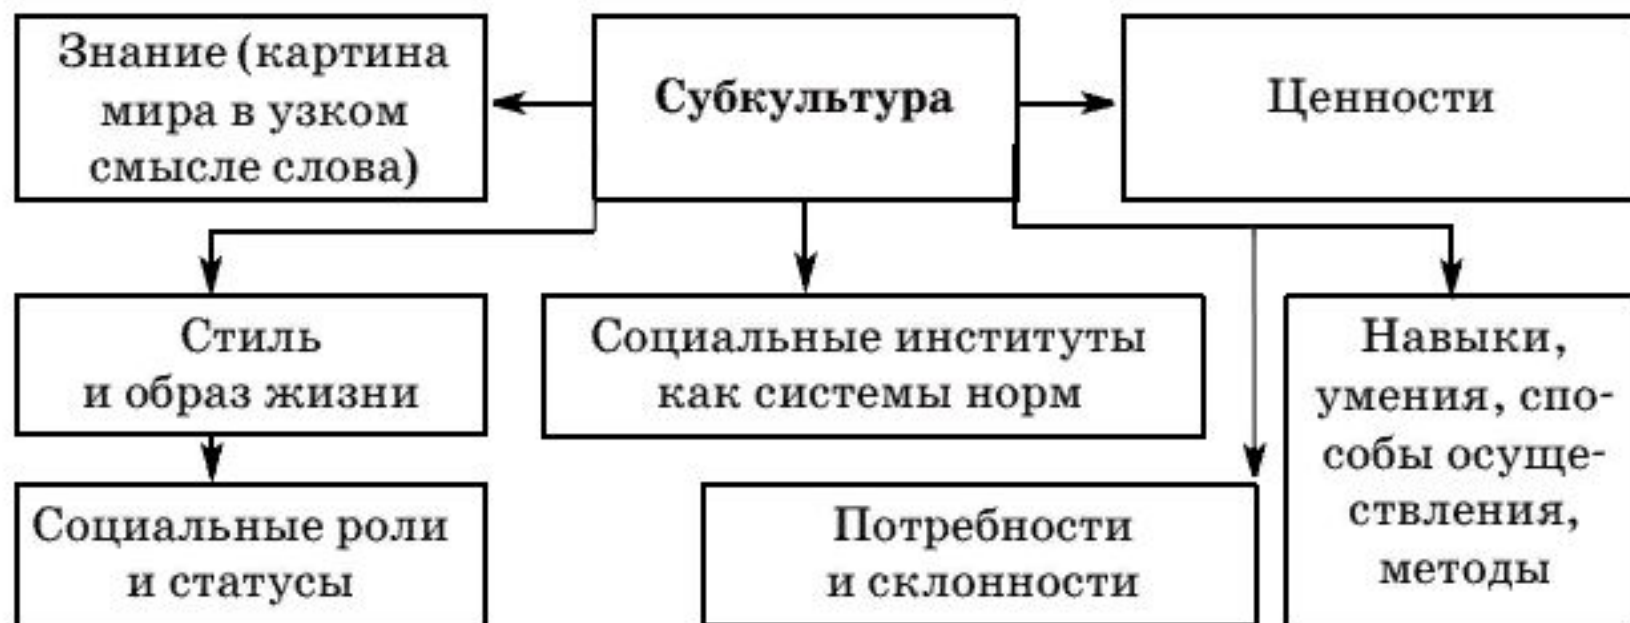 Знание (картина
мира в узком
смысле слова)
Субкультура
Ценности
Стиль
и образ жизни
Социальные институты
как системы норм
Навыки,
умения, спо-
собы осуще-
ствления,
методы
Социальные роли
и статусы
Потребности
и склонности